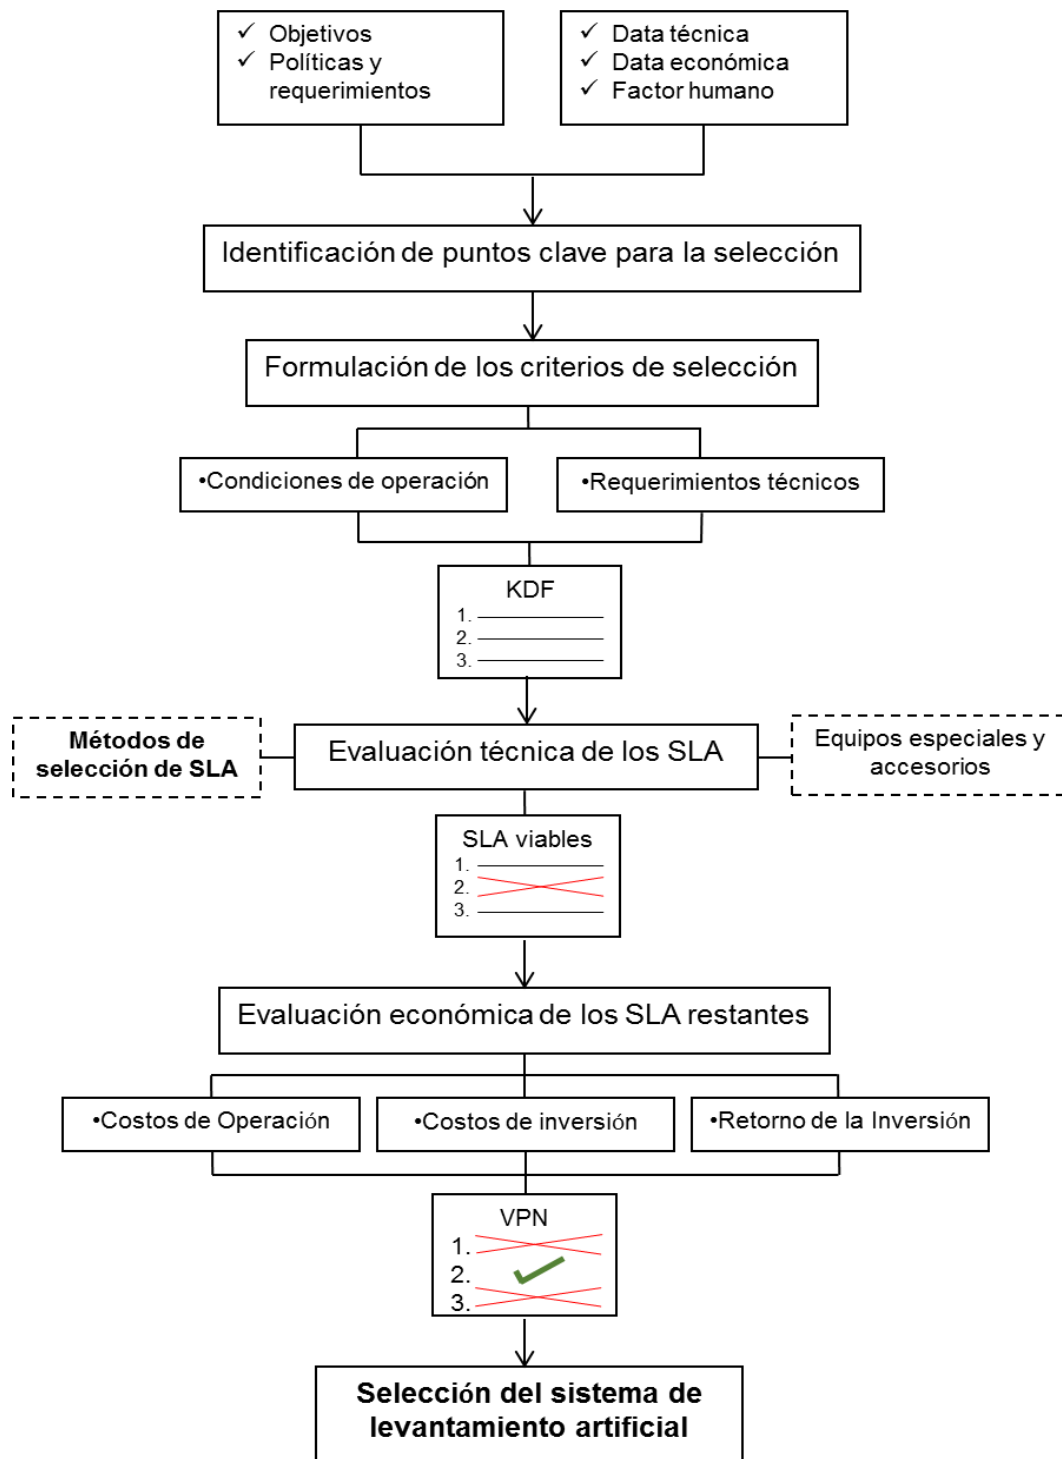 ✓ Objetivos
✓ Políticas y
requerimientos
✓ Data técnica
✓ Data económica
✓ Factor humano
Identificación de puntos clave para la selección
Formulación de los criterios de selección
•Condiciones de operación
•Requerimientos técnicos
KDF
1.
2.
3.
Métodos de
selección de SLA
Evaluación técnica de los SLA
Equipos especiales y
accesorios
SLA viables
1.
2.
3.
Evaluación económica de los SLA restantes
•Costos de Operación
•Costos de inversión
•Retorno de la Inversión
VPN
1.
2.
3.
Selección del sistema de
levantamiento artificial